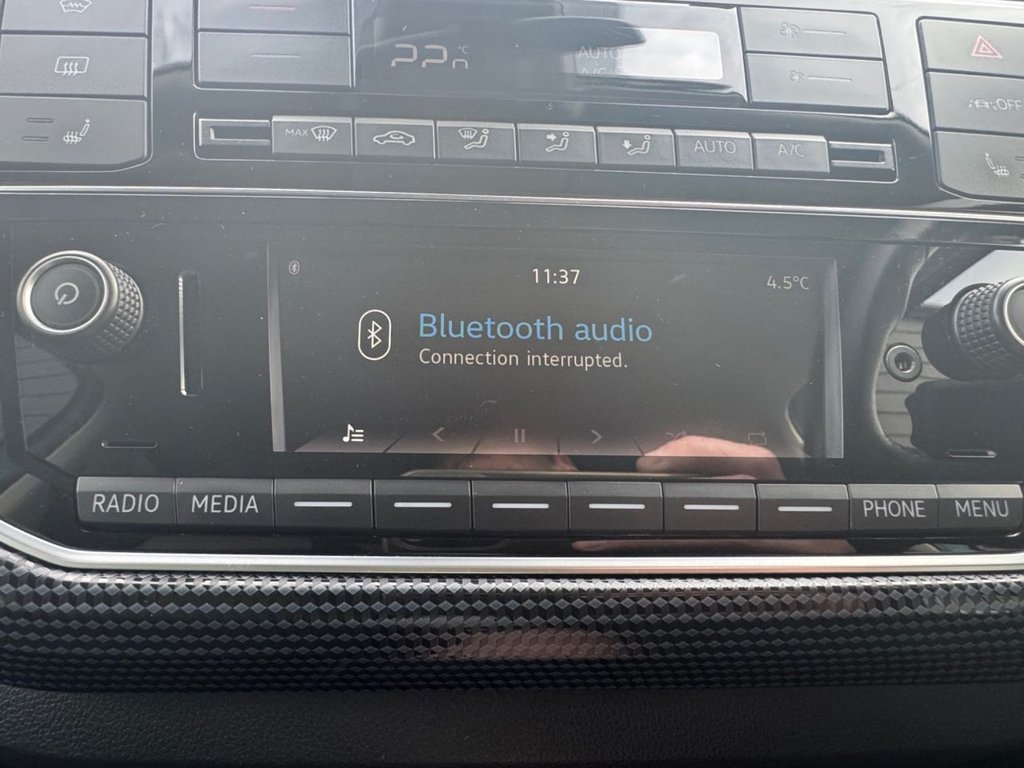 22
°C
AUTO
A/C
OFF
MAX
AUTO
A/C
11:37
4.5°C
Bluetooth audio
Connection interrupted.
RADIO
MEDIA
PHONE
MENU